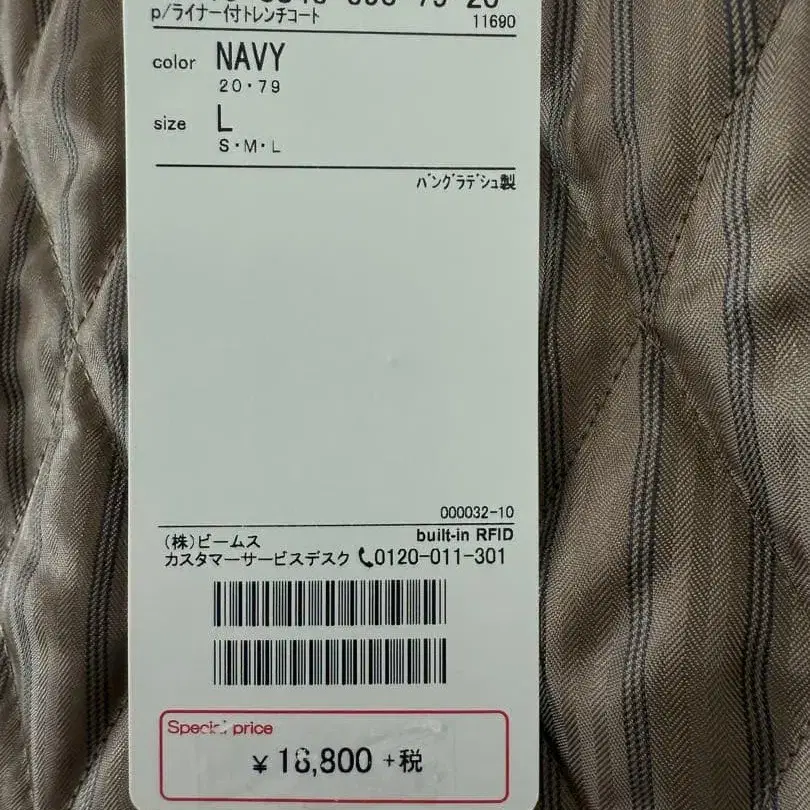 p/ライナー付トレンチコート
11690
color NAVY
20・79
size L
S・M・L
バングラデシュ製
000032-10
built-in RFID
(株)ビームス
カスタマーサービスデスク 0120-011-301
Special price
+税